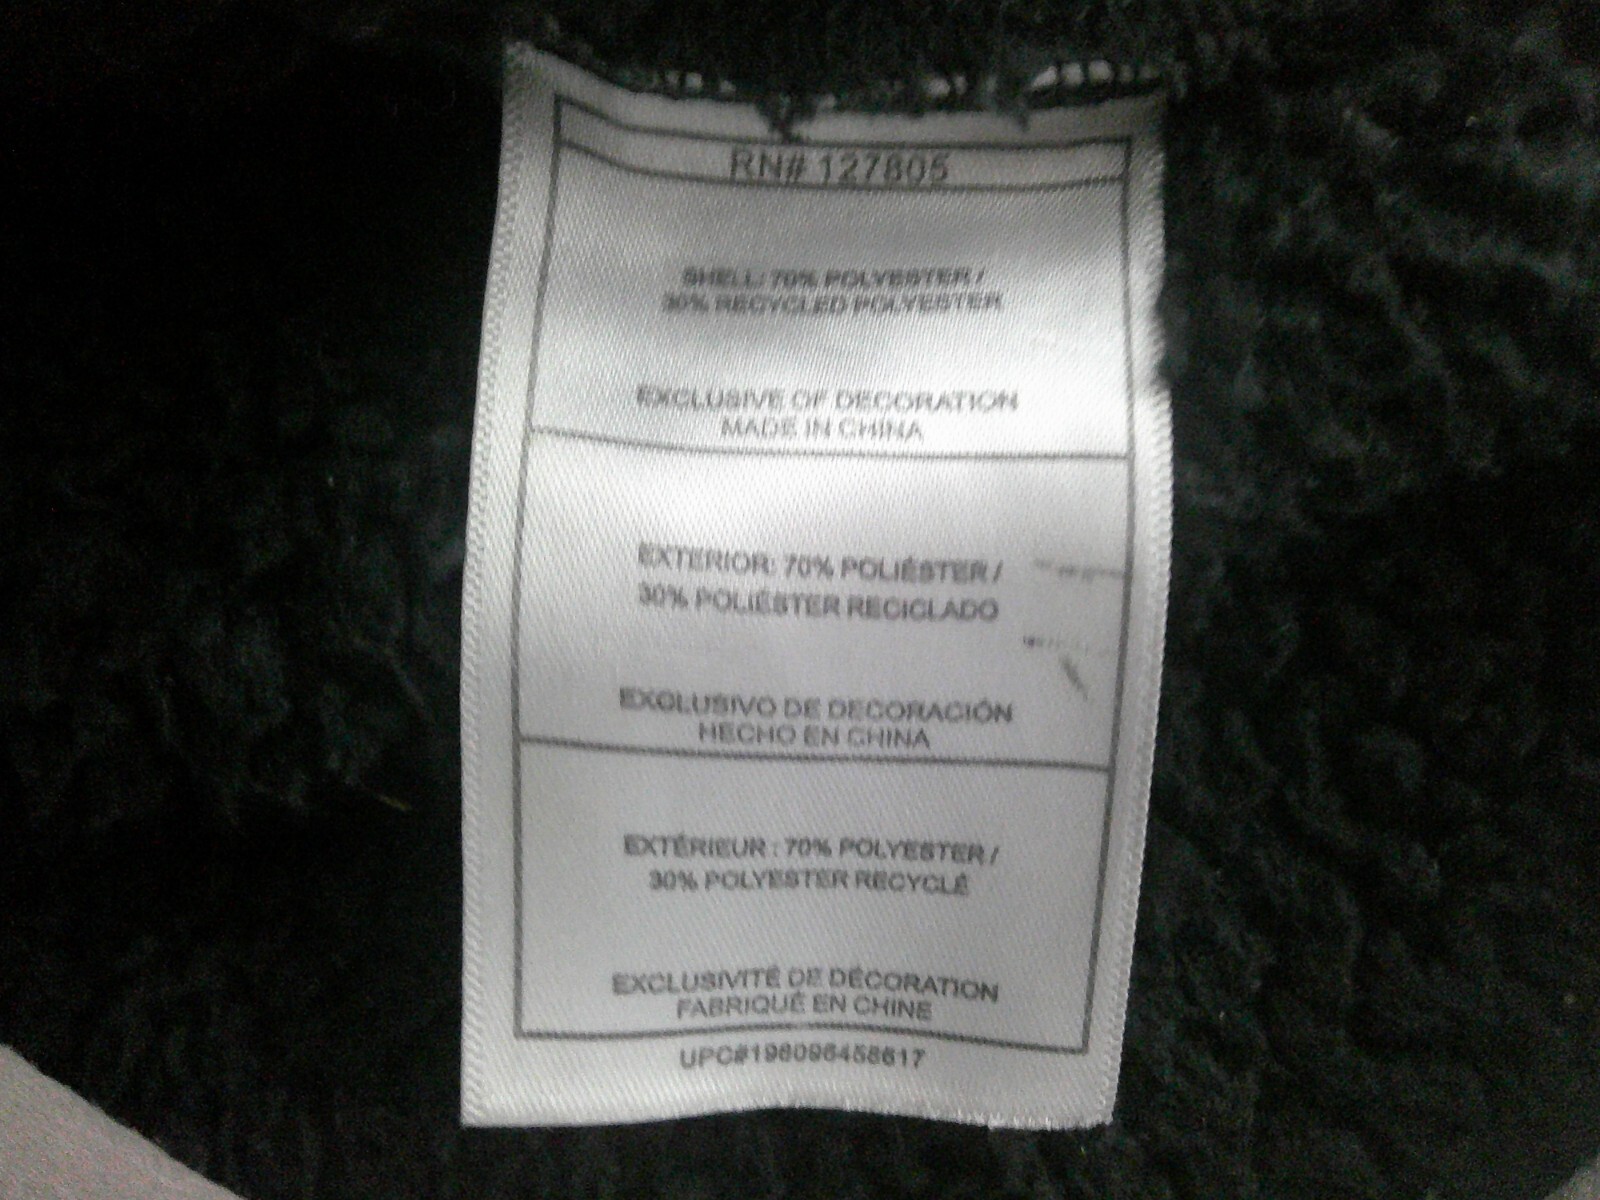 RN# 127805
SHELL: 70% POLYESTER /
30% RECYCLED POLYESTER
EXCLUSIVE OF DECORATION
MADE IN CHINA
EXTERIOR: 70% POLIÉSTER /
30% POLIÉSTER RECICLADO
EXCLUSIVO DE DECORACIÓN
HECHO EN CHINA
EXTÉRIEUR : 70% POLYESTER /
30% POLYESTER RECYCLÉ
EXCLUSIVITÉ DE DÉCORATION
FABRIQUÉ EN CHINE
UPC#196096458617